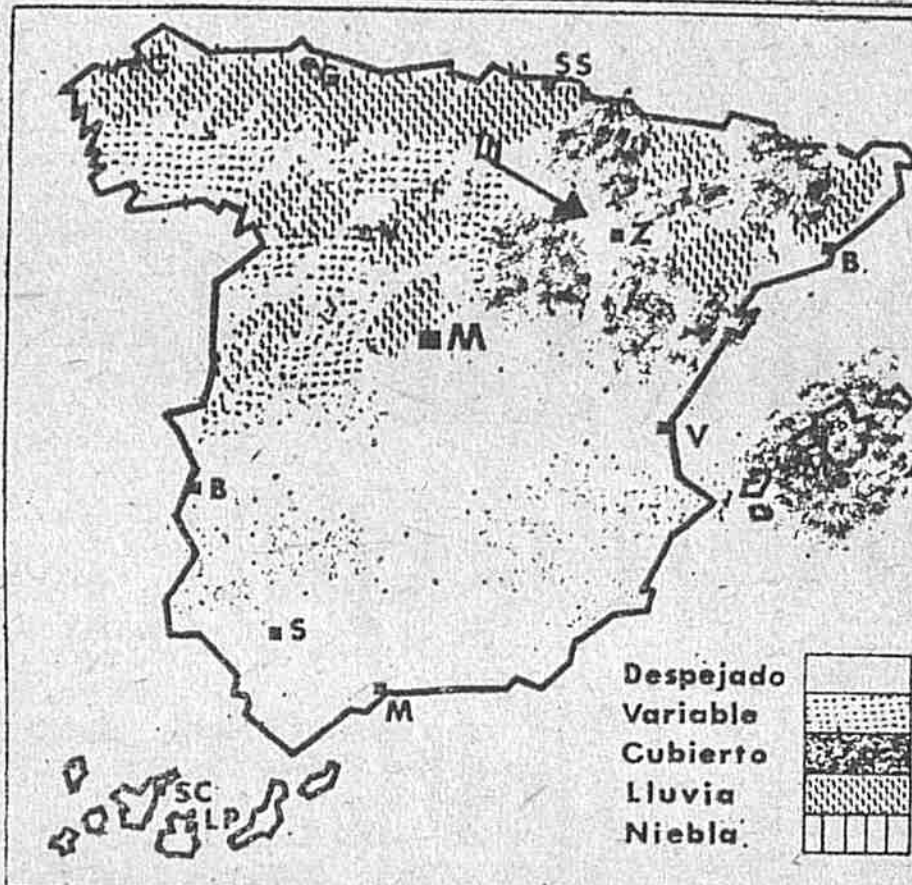 C
G
SS
Z
B.
M
V
B
S
M
SC
LP
Despejado
Variable
Cubierto
Lluvia
Niebla.